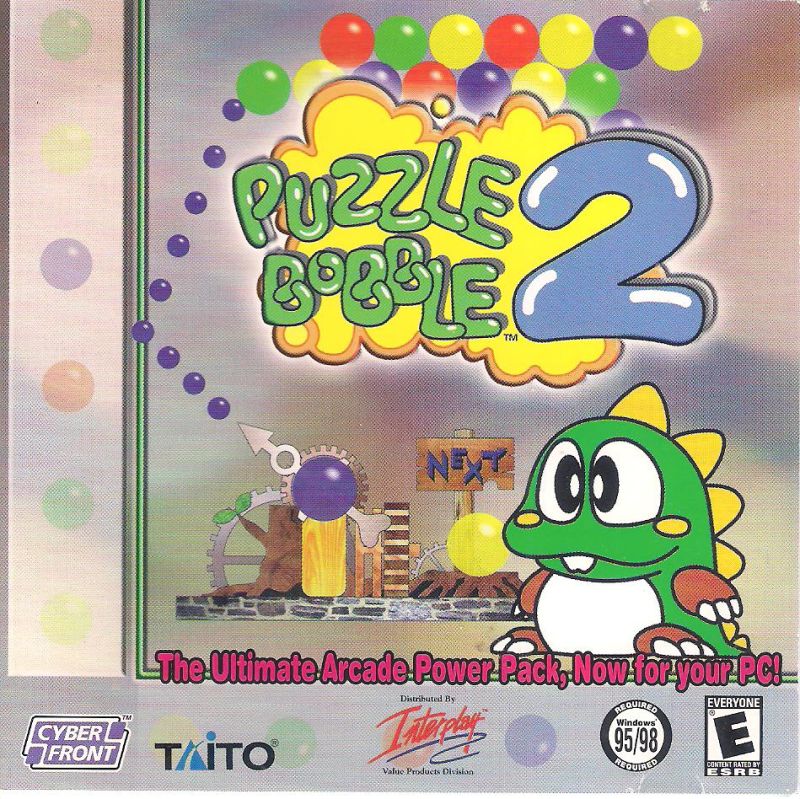 PUZZLE
BOBBLE 2
TM
NEXT
The Ultimate Arcade Power Pack, Now for your PC!
CYBER
FRONT
TM
TAITO®
Distributed By
Interplay™
Value Products Division
REQUIRED
Windows®
95/98
REQUIRED
EVERYONE
E
®
CONTENT RATED BY
ESRB